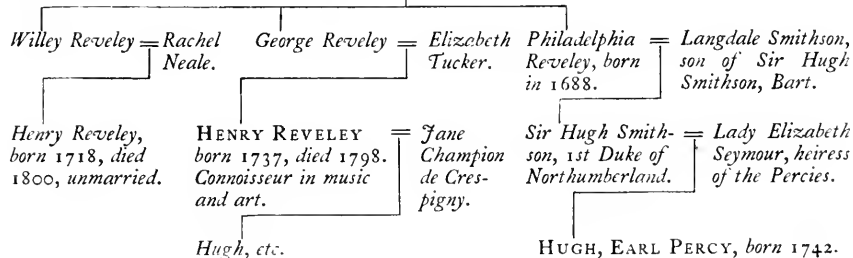 Willey Reveley = Rachel
Neale.
George Reveley = Elizabeth
Tucker.
Philadelphia
Reveley, born
in 1688.
= Langdale Smithson,
son of Sir Hugh
Smithson, Bart.
Henry Reveley,
born 1718, died
1800, unmarried.
HENRY REVELEY
born 1737, died 1798.
Connoisseur in music
and art.
= Jane
Champion
de Cres-
pigny.
Sir Hugh Smith-
son, 1st Duke of
Northumberland.
= Lady Elizabeth
Seymour, heiress
of the Percies.
Hugh, etc.
HUGH, EARL PERCY, born 1742.